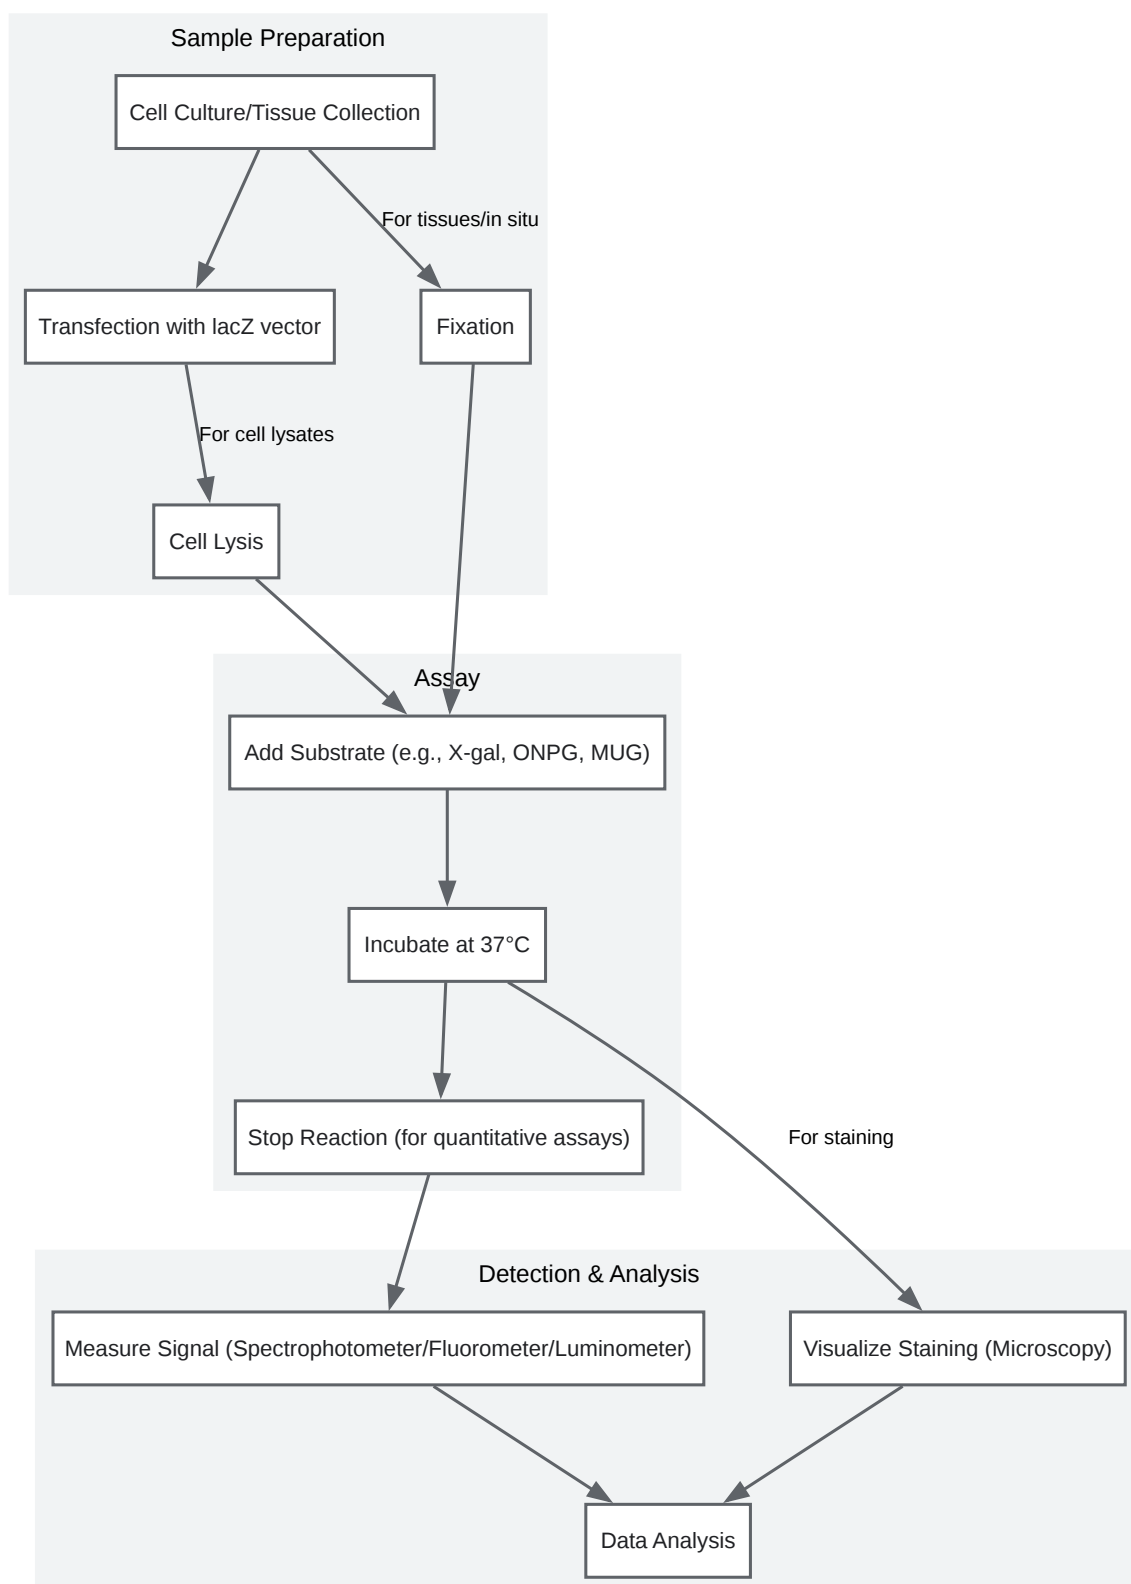 Sample Preparation
Cell Culture/Tissue Collection
For tissues/in situ
Transfection with lacZ vector
Fixation
For cell lysates
Cell Lysis
Assay
Add Substrate (e.g., X-gal, ONPG, MUG)
Incubate at 37°C
Stop Reaction (for quantitative assays)
For staining
Detection & Analysis
Measure Signal (Spectrophotometer/Fluorometer/Luminometer)
Visualize Staining (Microscopy)
Data Analysis